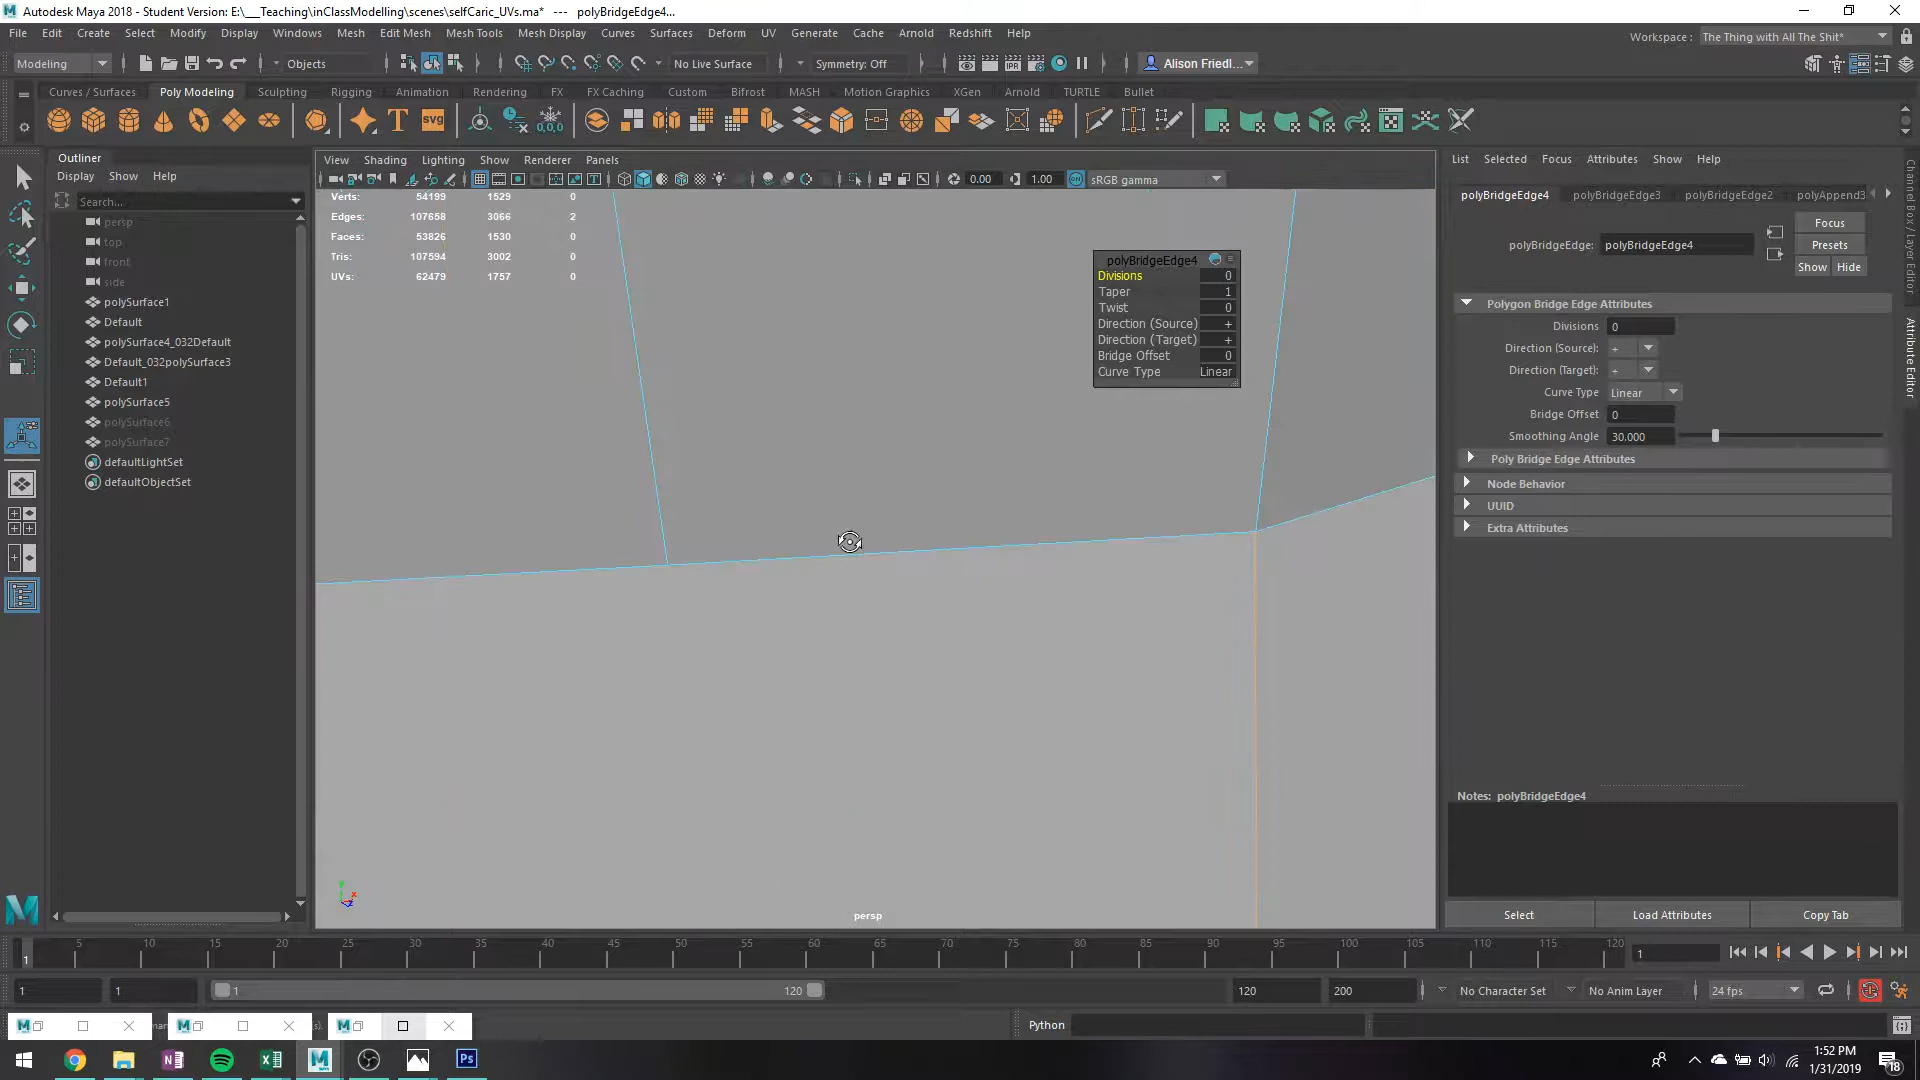 Autodesk Maya 2018 - Student Version: E:\___Teaching\inClassModelling\scenes\selfCaric_UVs.ma*   ---   polyBridgeEdge4...
File Edit Create Select Modify Display Windows Mesh Edit Mesh Mesh Tools Mesh Display Curves Surfaces Deform UV Generate Cache Arnold Redshift Help
Workspace : The Thing with All The Shit*
Modeling Objects No Live Surface Symmetry: Off Alison Friedl...
Curves / Surfaces Poly Modeling Sculpting Rigging Animation Rendering FX FX Caching Custom Bifrost MASH Motion Graphics XGen Arnold TURTLE Bullet
Outliner
Display Show Help
Search...
persp
top
front
side
polySurface1
Default
polySurface4_032Default
Default_032polySurface3
Default1
polySurface5
polySurface6
polySurface7
defaultLightSet
defaultObjectSet
View Shading Lighting Show Renderer Panels
0.00 1.00 sRGB gamma
Verts: 54199 1529 0
Edges: 107658 3066 2
Faces: 53826 1530 0
Tris: 107594 3002 0
UVs: 62479 1757 0
polyBridgeEdge4
Divisions 0
Taper 1
Twist 0
Direction (Source) +
Direction (Target) +
Bridge Offset 0
Curve Type Linear
persp
List Selected Focus Attributes Show Help
polyBridgeEdge4 polyBridgeEdge3 polyBridgeEdge2 polyAppend3
polyBridgeEdge: polyBridgeEdge4
Focus
Presets
Show Hide
Polygon Bridge Edge Attributes
Divisions 0
Direction (Source): +
Direction (Target): +
Curve Type Linear
Bridge Offset 0
Smoothing Angle 30.000
Poly Bridge Edge Attributes
Node Behavior
UUID
Extra Attributes
Notes: polyBridgeEdge4
Select Load Attributes Copy Tab
Channel Box / Layer Editor
Attribute Editor
5 10 15 20 25 30 35 40 45 50 55 60 65 70 75 80 85 90 95 100 105 110 115 120
1 1
1 1 1 120 120 200 No Character Set No Anim Layer 24 fps
Python
1:52 PM
1/31/2019
18